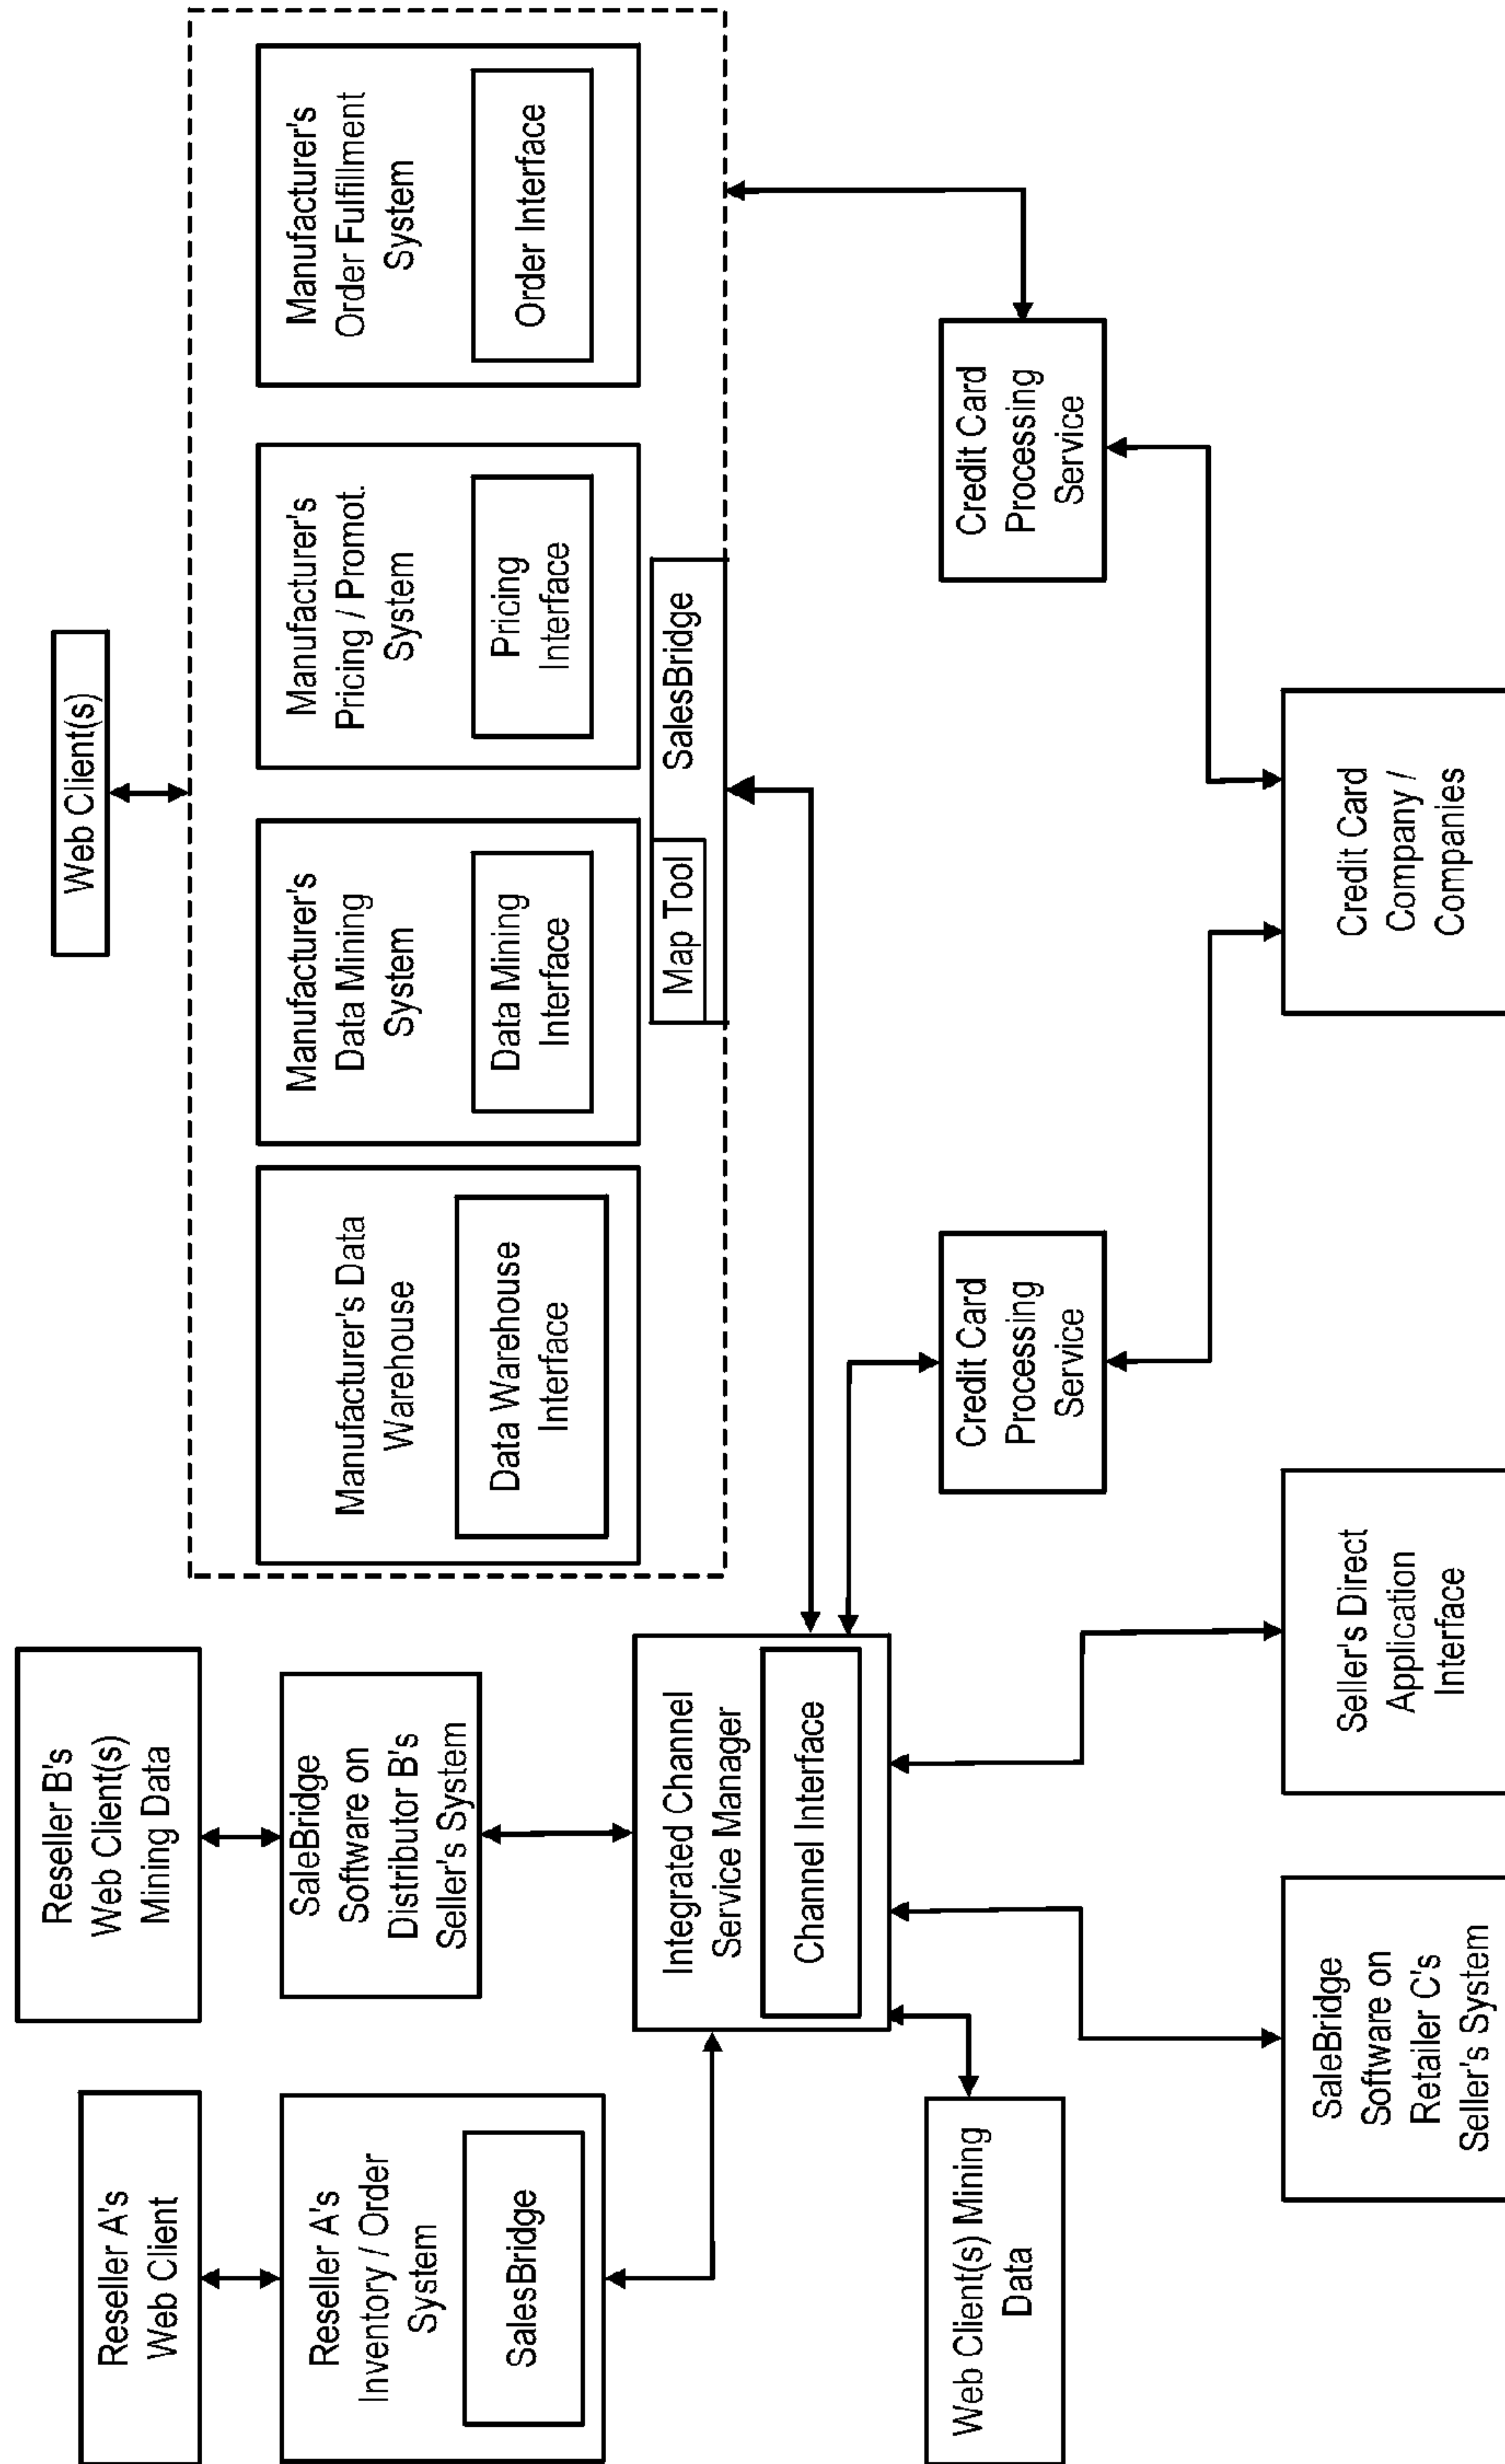 Reseller A's
Web Client
Reseller B's
Web Client(s)
Mining Data
Web Client(s)
Reseller A's
Inventory / Order
System
SalesBridge
SaleBridge
Software on
Distributor B's
Seller's System
Manufacturer's Data
Warehouse
Data Warehouse
Interface
Manufacturer's
Data Mining
System
Data Mining
Interface
Manufacturer's
Pricing / Promot.
System
Pricing
Interface
Manufacturer's
Order Fulfillment
System
Order Interface
Map Tool
SalesBridge
Integrated Channel
Service Manager
Channel Interface
Web Client(s) Mining
Data
Credit Card
Processing
Service
Credit Card
Processing
Service
SaleBridge
Software on
Retailer C's
Seller's System
Seller's Direct
Application
Interface
Credit Card
Company /
Companies